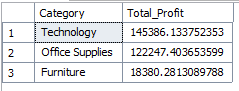 Category Total_Profit
1 Technology 145386.133752353
2 Office Supplies 122247.403653599
3 Furniture 18380.2813089788